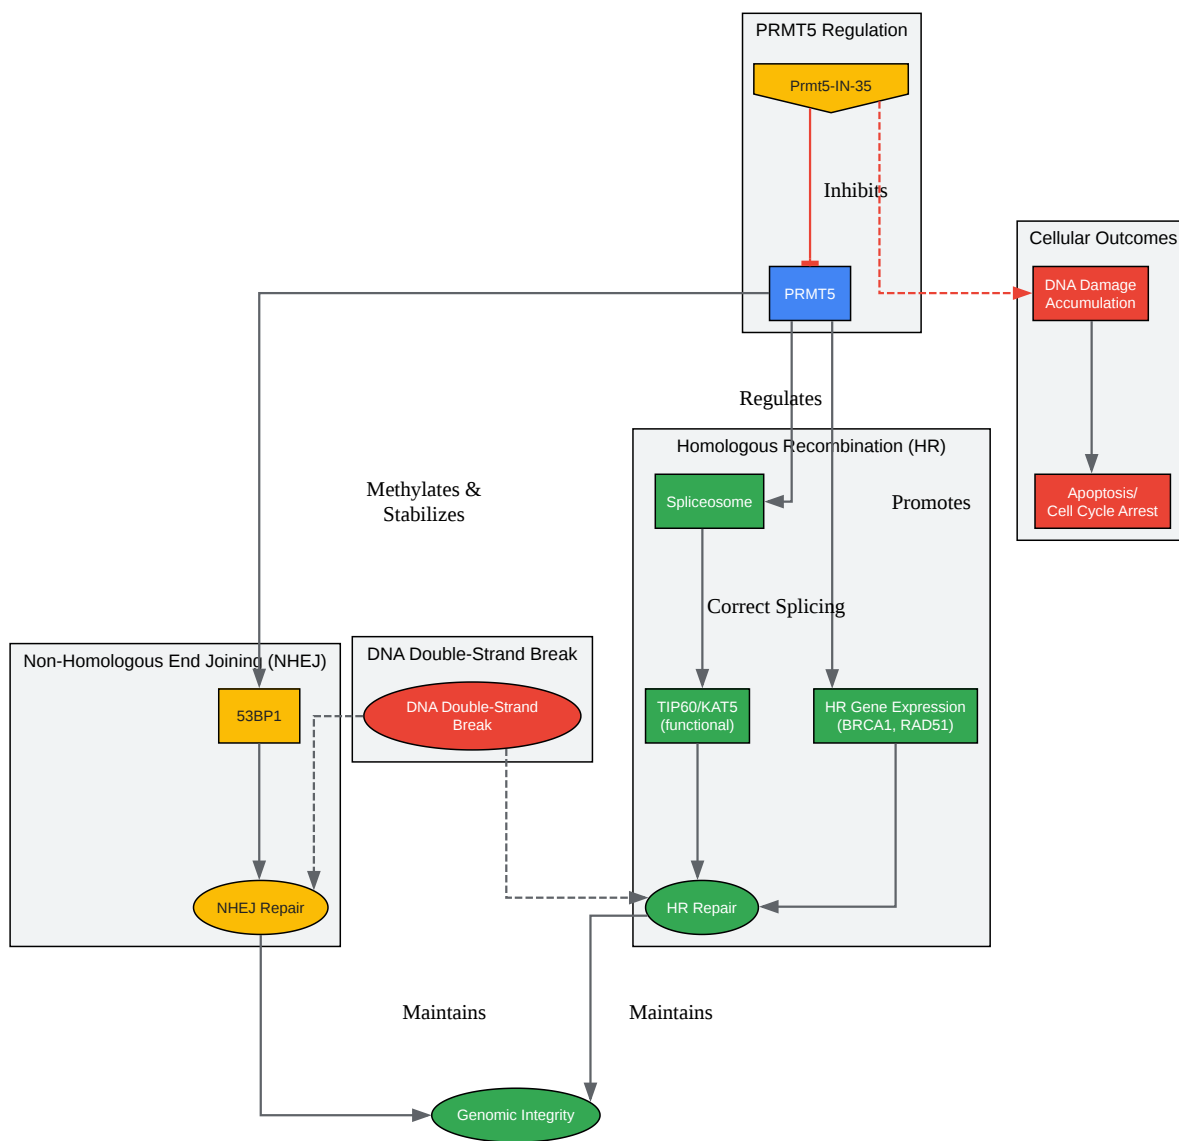 PRMT5 Regulation
Prmt5-IN-35
Inhibits
Cellular Outcomes
PRMT5
DNA Damage
Accumulation
Regulates
Homologous Recombination (HR)
Methylates &
Stabilizes
Spliceosome
Promotes
Apoptosis/
Cell Cycle Arrest
Correct Splicing
Non-Homologous End Joining (NHEJ)
DNA Double-Strand Break
53BP1
DNA Double-Strand
Break
TIP60/KAT5
(functional)
HR Gene Expression
(BRCA1, RAD51)
NHEJ Repair
HR Repair
Maintains
Maintains
Genomic Integrity